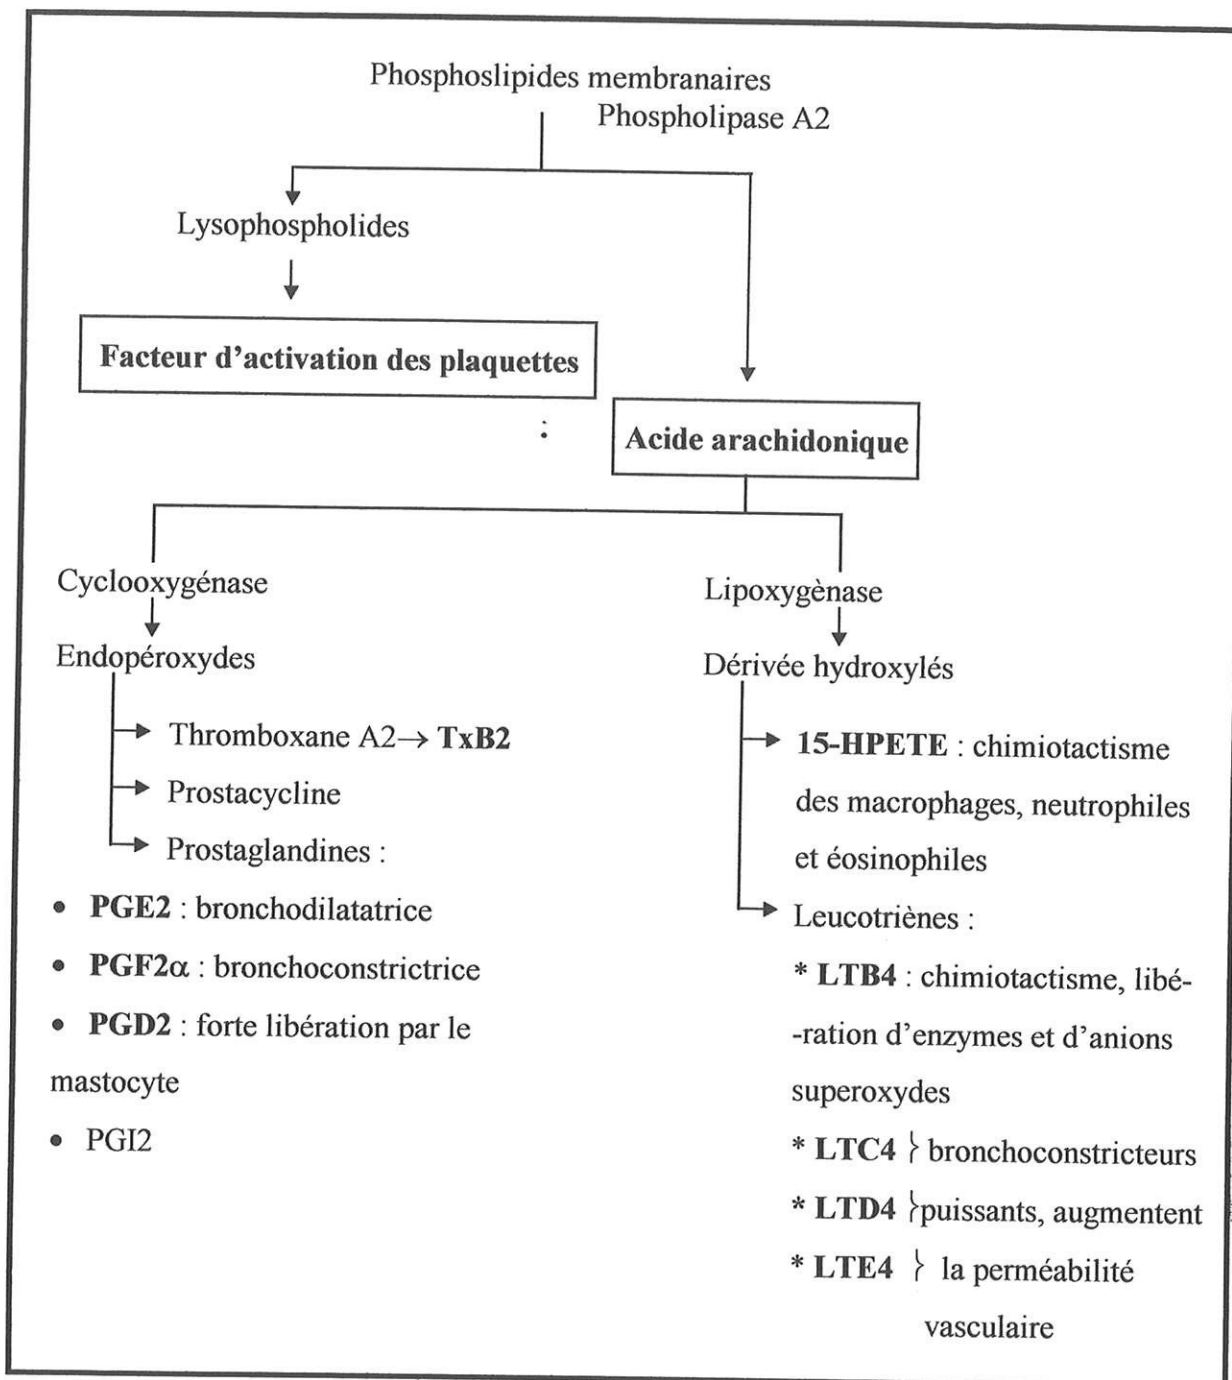 Phosphoslipides membranaires
Phospholipase A2
Lysophospholides
Facteur d'activation des plaquettes
:
Acide arachidonique
Cyclooxygénase
Endopéroxydes
Thromboxane A2→ TxB2
Prostacycline
Prostaglandines :
• PGE2 : bronchodilatatrice
• PGF2α : bronchoconstrictrice
• PGD2 : forte libération par le
mastocyte
• PGI2
Lipoxygènase
Dérivée hydroxylés
15-HPETE : chimiotactisme
des macrophages, neutrophiles
et éosinophiles
Leucotriènes :
* LTB4 : chimiotactisme, libé-
-ration d'enzymes et d'anions
superoxydes
* LTC4 } bronchoconstricteurs
* LTD4 }puissants, augmentent
* LTE4 } la perméabilité
vasculaire